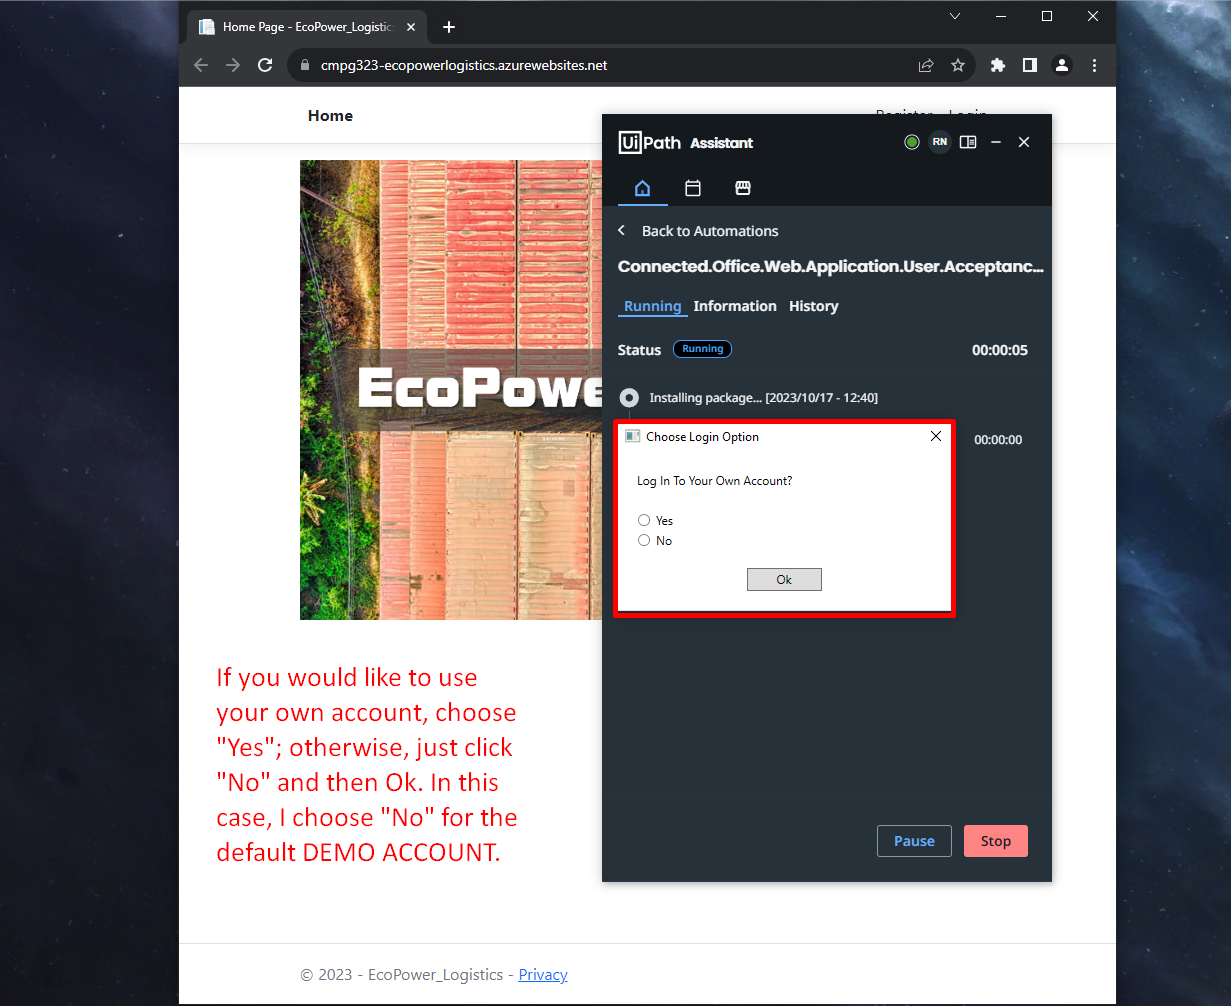 Home Page - EcoPower_Logistic
cmpg323-ecopowerlogistics.azurewebsites.net
Home
Register Login
UiPath Assistant
RN
Back to Automations
Connected.Office.Web.Application.User.Acceptanc...
Running Information History
Status Running 00:00:05
Installing package... [2023/10/17 - 12:40]
00:00:00
Choose Login Option
Log In To Your Own Account?
Yes
No
Ok
EcoPowe
If you would like to use
your own account, choose
"Yes"; otherwise, just click
"No" and then Ok. In this
case, I choose "No" for the
default DEMO ACCOUNT.
Pause Stop
© 2023 - EcoPower_Logistics - Privacy